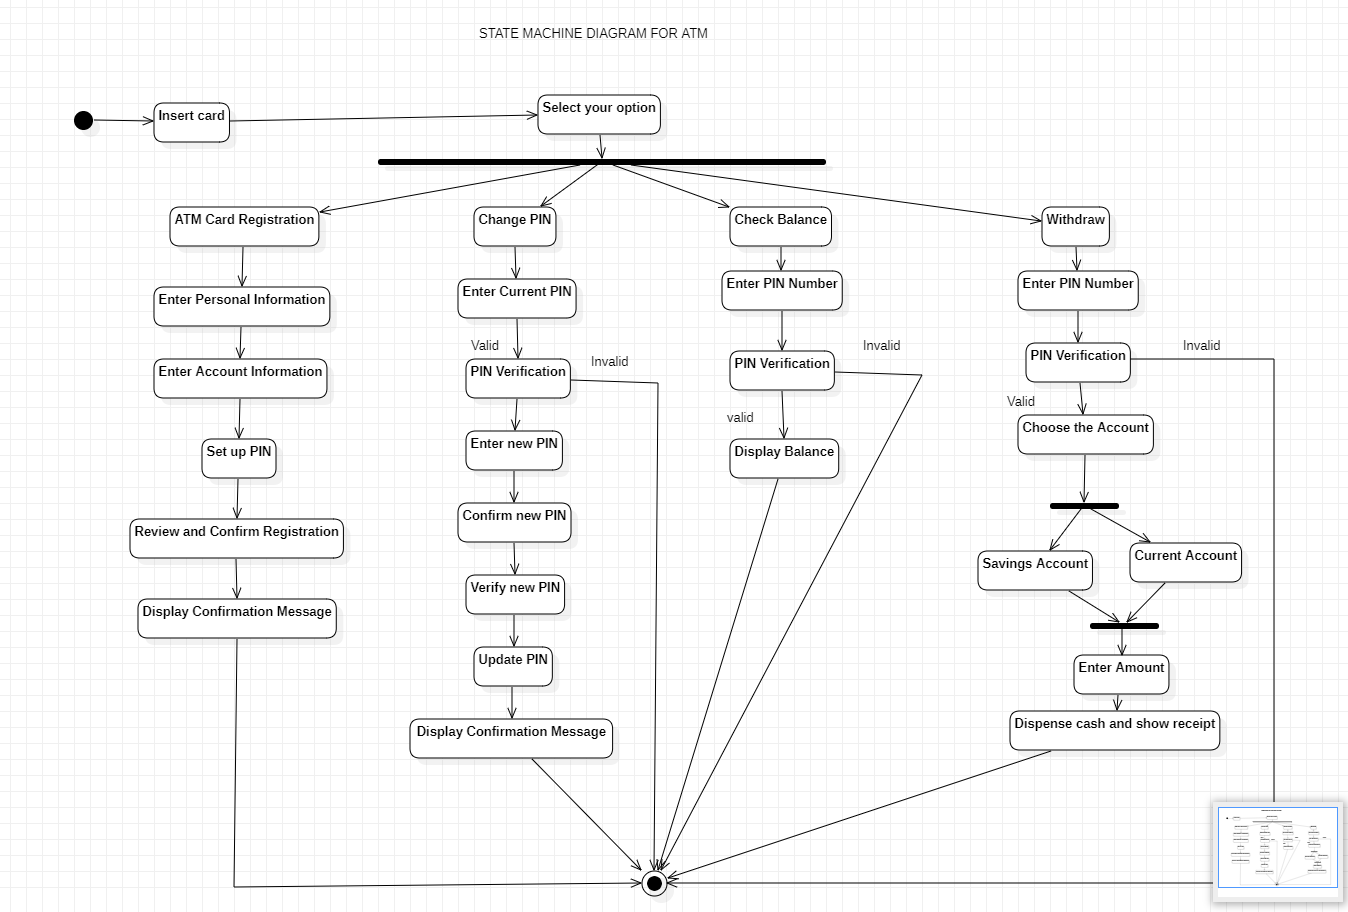 STATE MACHINE DIAGRAM FOR ATM
Insert card
Select your option
ATM Card Registration
Enter Personal Information
Enter Account Information
Set up PIN
Review and Confirm Registration
Display Confirmation Message
Change PIN
Enter Current PIN
Valid
PIN Verification
Invalid
Enter new PIN
Confirm new PIN
Verify new PIN
Update PIN
Display Confirmation Message
Check Balance
Enter PIN Number
PIN Verification
Invalid
valid
Display Balance
Withdraw
Enter PIN Number
PIN Verification
Invalid
Valid
Choose the Account
Savings Account
Current Account
Enter Amount
Dispense cash and show receipt